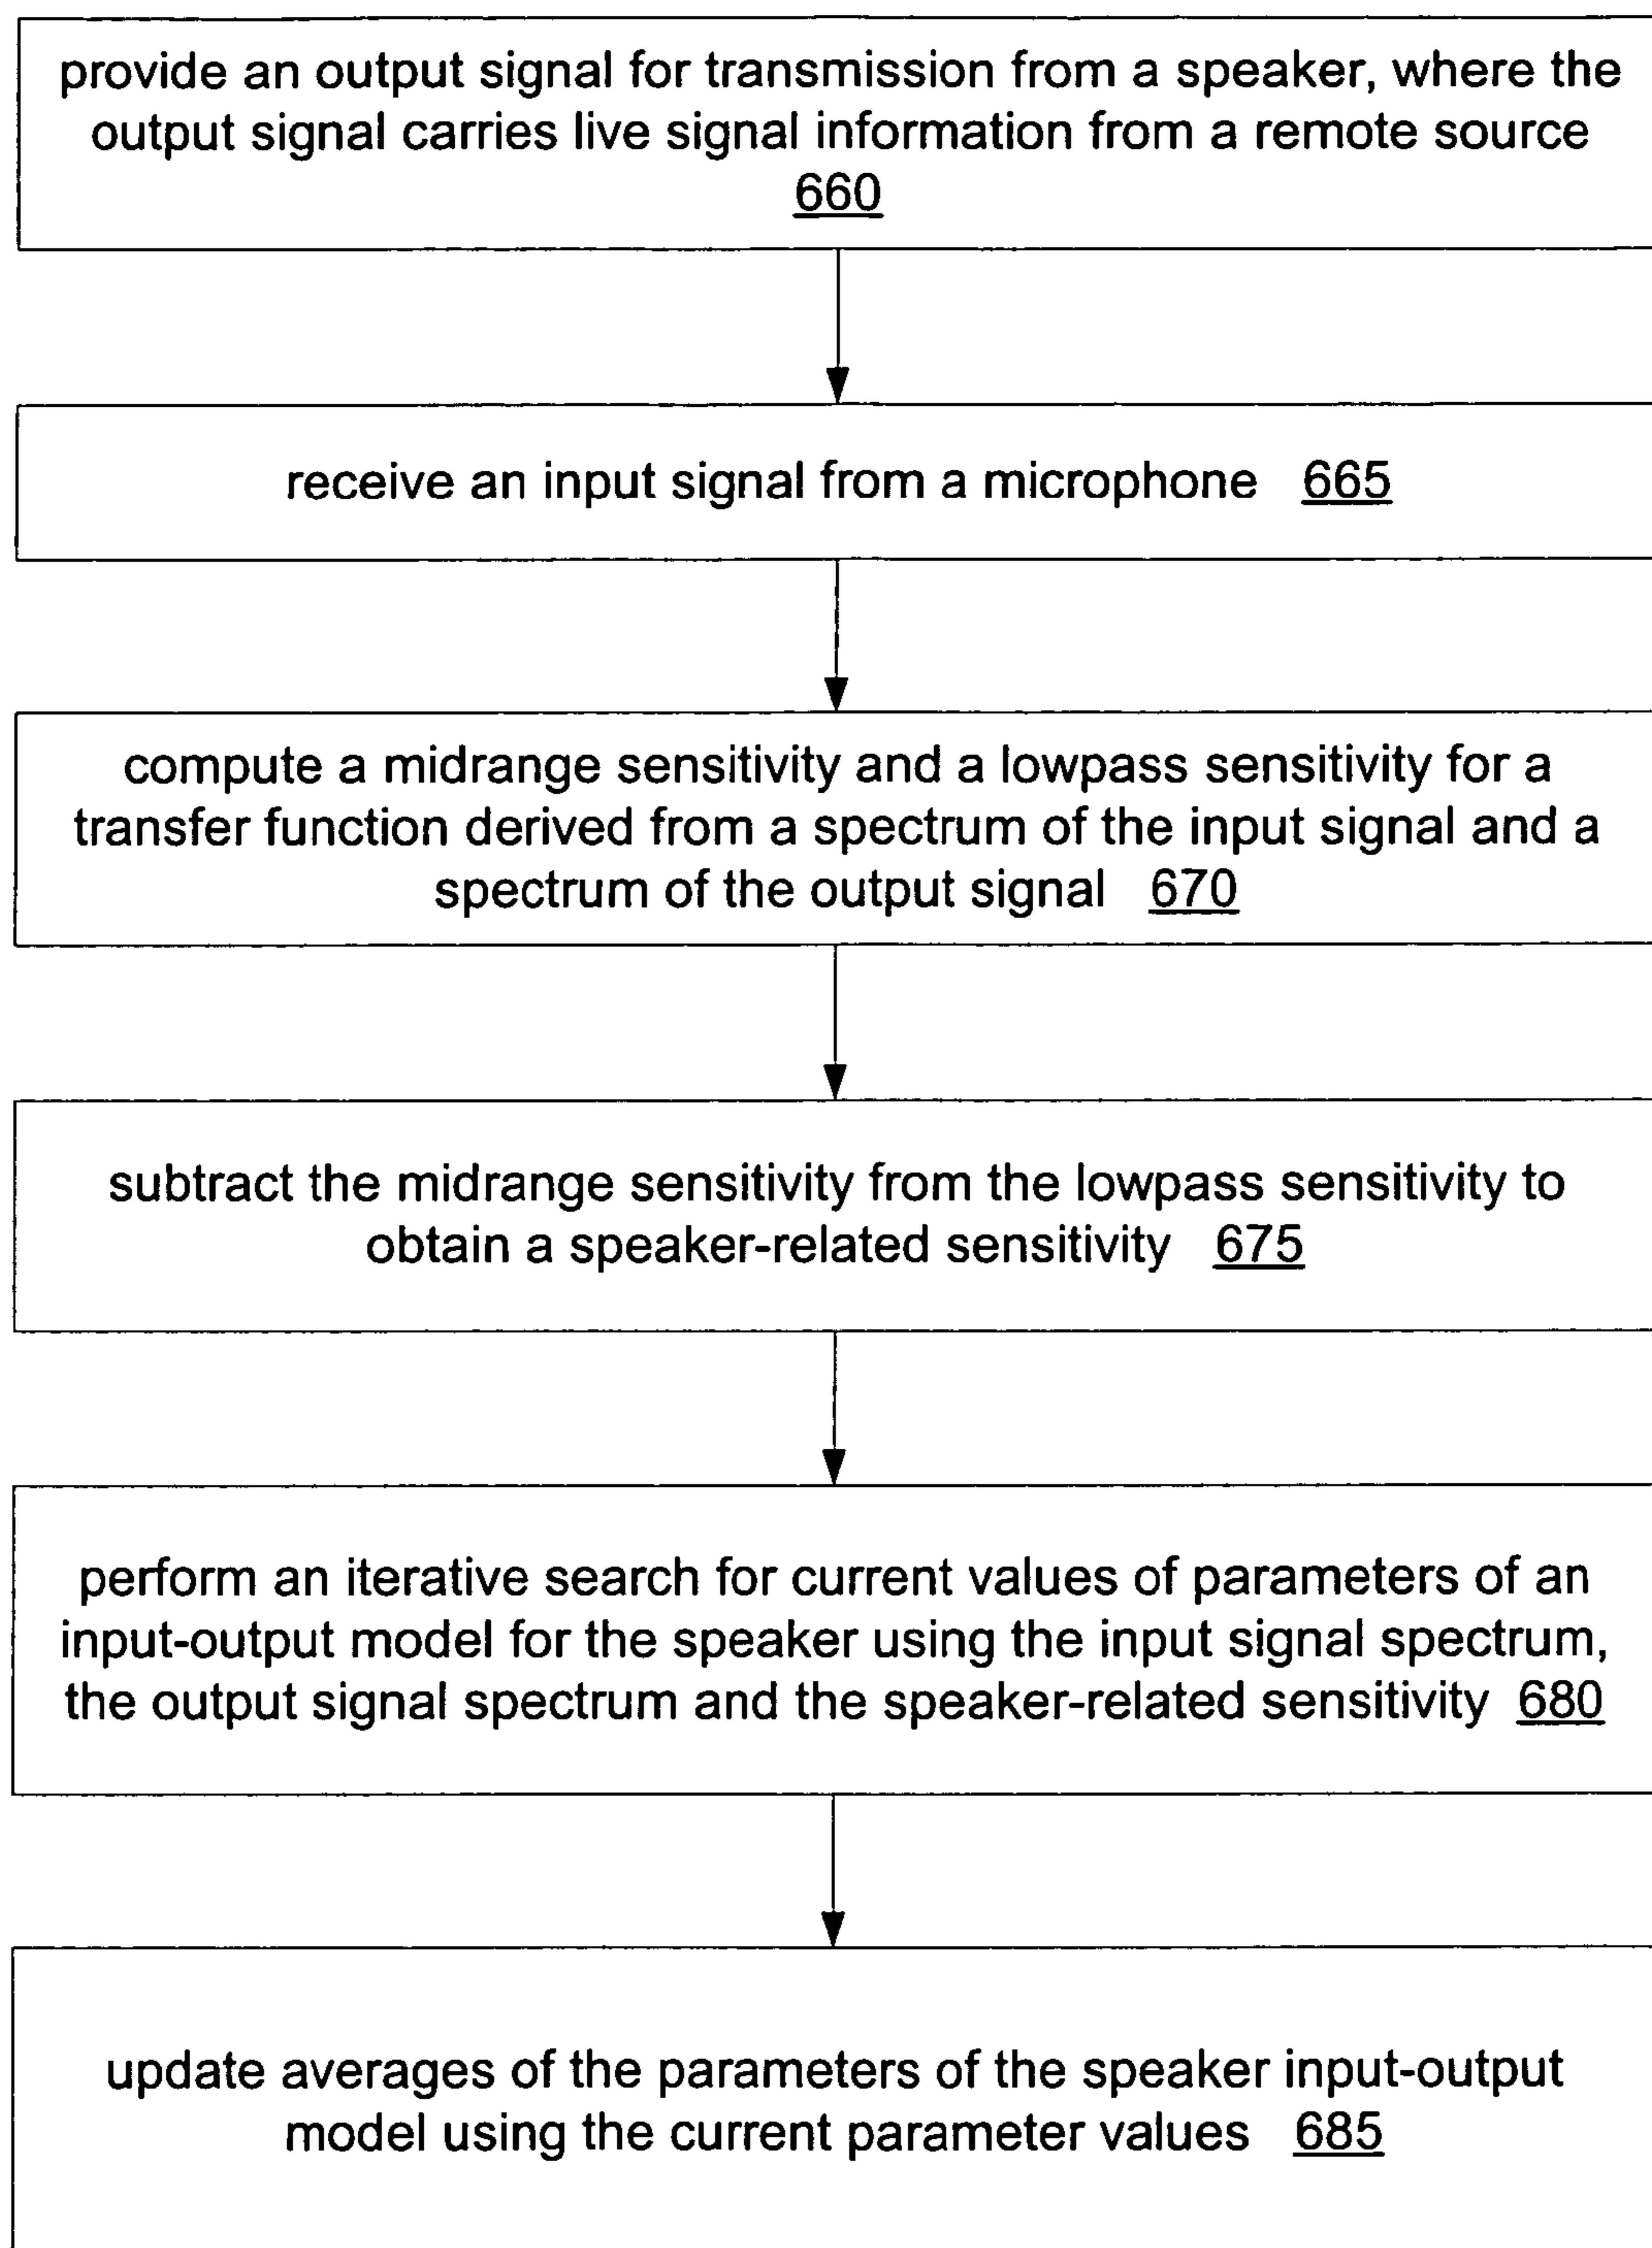 provide an output signal for transmission from a speaker, where the
output signal carries live signal information from a remote source
660
receive an input signal from a microphone 665
compute a midrange sensitivity and a lowpass sensitivity for a
transfer function derived from a spectrum of the input signal and a
spectrum of the output signal 670
subtract the midrange sensitivity from the lowpass sensitivity to
obtain a speaker-related sensitivity 675
perform an iterative search for current values of parameters of an
input-output model for the speaker using the input signal spectrum,
the output signal spectrum and the speaker-related sensitivity 680
update averages of the parameters of the speaker input-output
model using the current parameter values 685